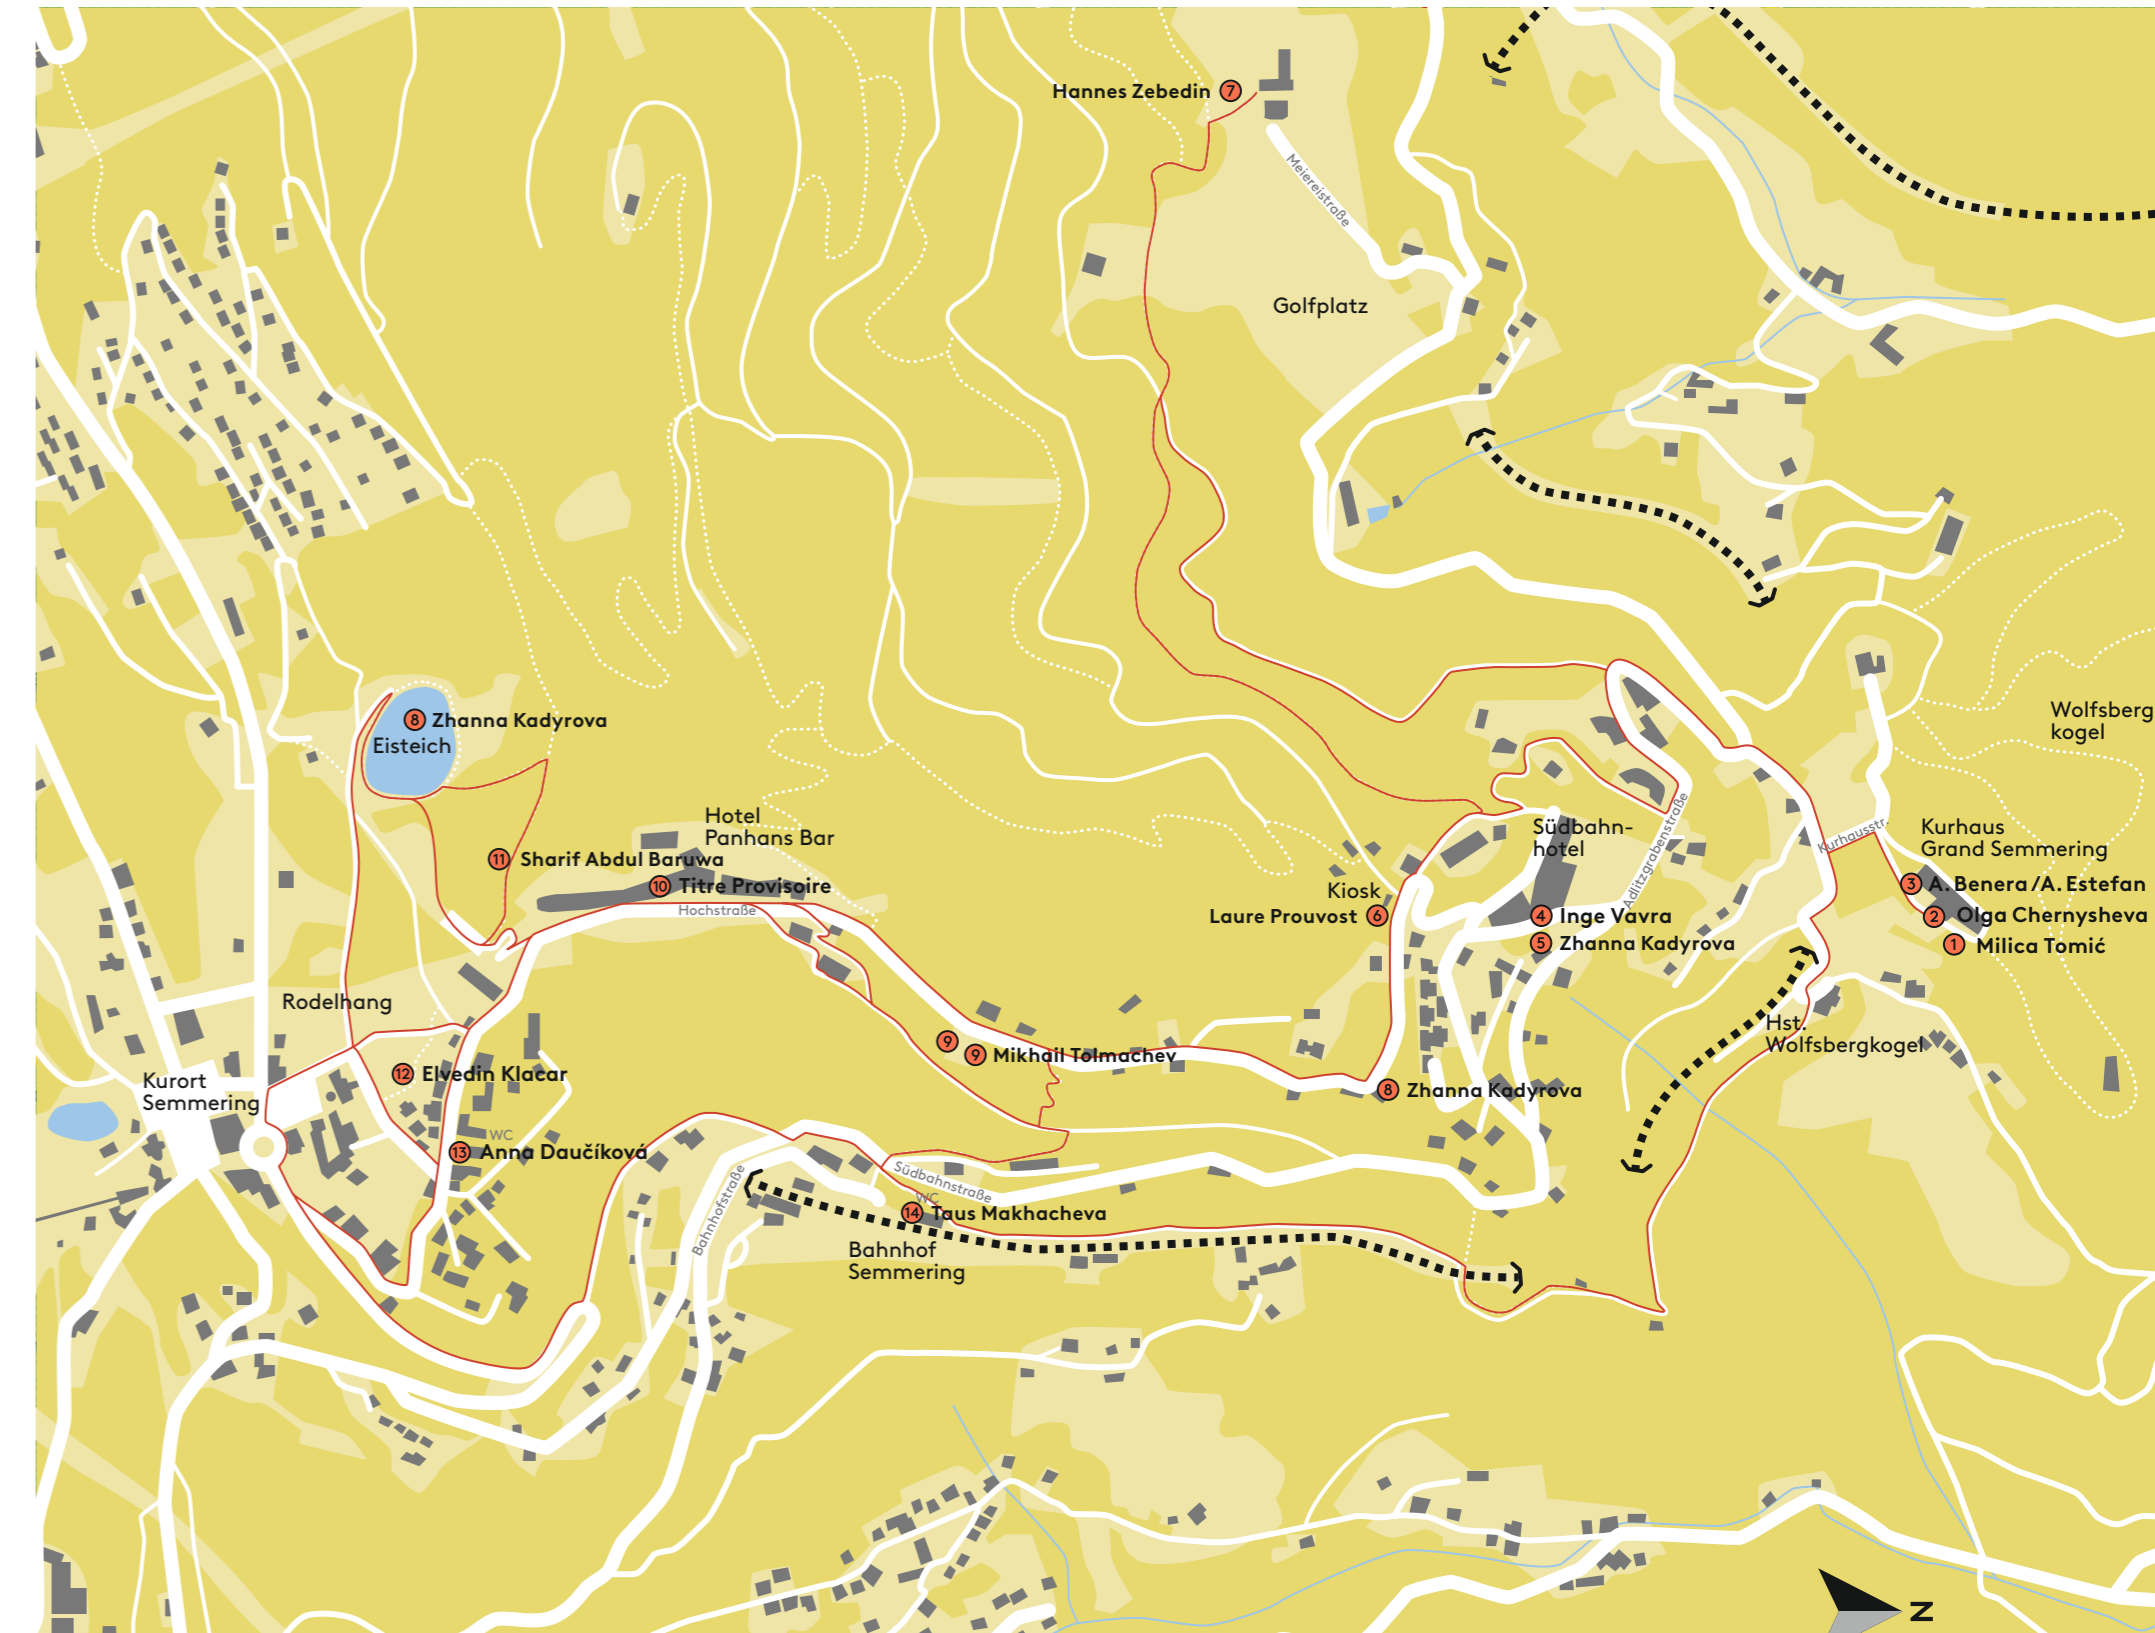 Hannes Zebedin 7
Meiereistraße
Golfplatz
8 Zhanna Kadyrova
Eisteich
Wolfsberg
kogel
Hotel
Panhans Bar
11 Sharif Abdul Baruwa
10 Titre Provisoire
Hochstraße
Südbahn-
hotel
Adlitzgrabenstraße
Kurhausstr.
Kurhaus
Grand Semmering
3 A. Benera/A. Estefan
2 Olga Chernysheva
1 Milica Tomić
Kiosk
Laure Prouvost 6
4 Inge Vavra
5 Zhanna Kadyrova
Rodelhang
Hst.
Wolfsbergkogel
9
9 Mikhail Tolmachev
8 Zhanna Kadyrova
Kurort
Semmering
12 Elvedin Klacar
WC
13 Anna Daučíková
Bahnhofstraße
Südbahnstraße
WC
14 Taus Makhacheva
Bahnhof
Semmering
N